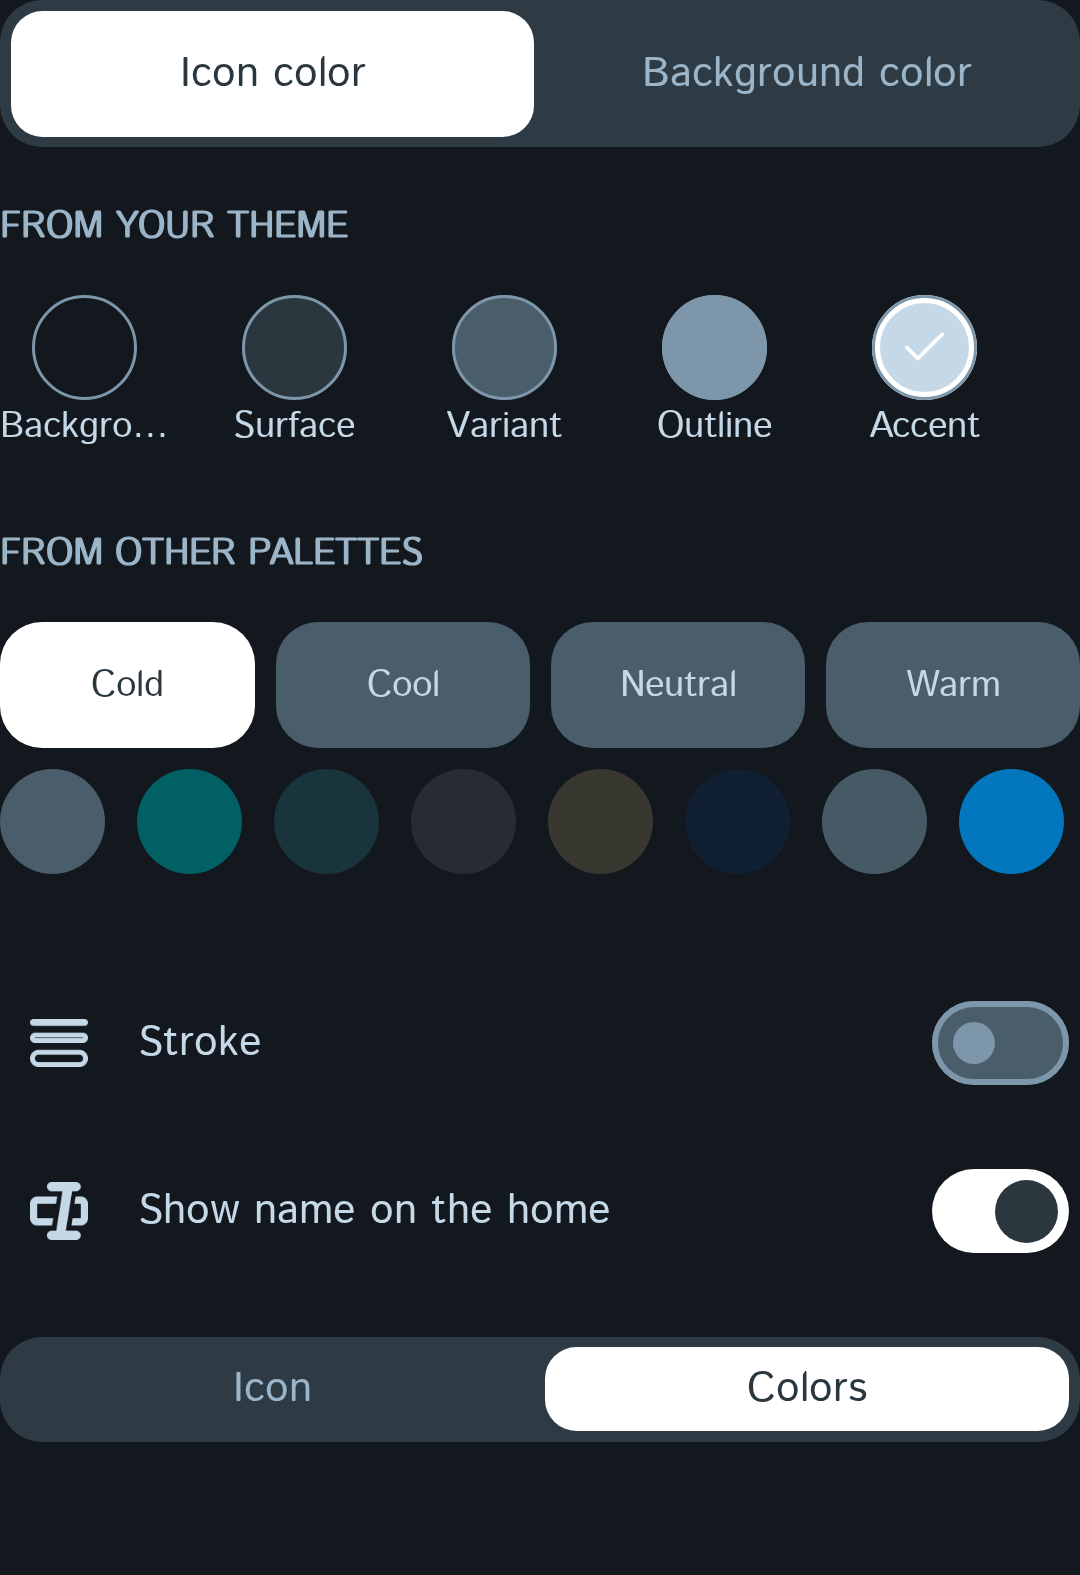 Icon color
Background color
FROM YOUR THEME
Backgro...
Surface
Variant
Outline
Accent
FROM OTHER PALETTES
Cold
Cool
Neutral
Warm
Stroke
Show name on the home
Icon
Colors